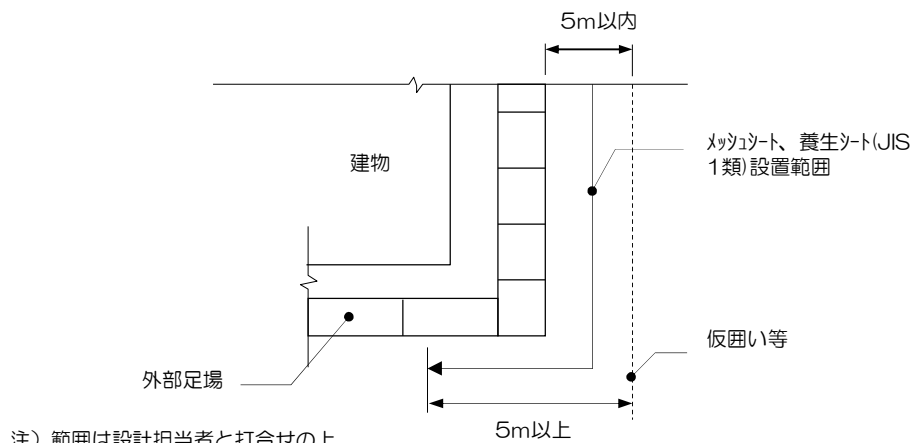 5m以内
ﾒｯｼｭｼｰﾄ、養生ｼｰﾄ(JIS
1類)設置範囲
建物
仮囲い等
外部足場
5m以上
注）範囲は設計担当者と打合せの上